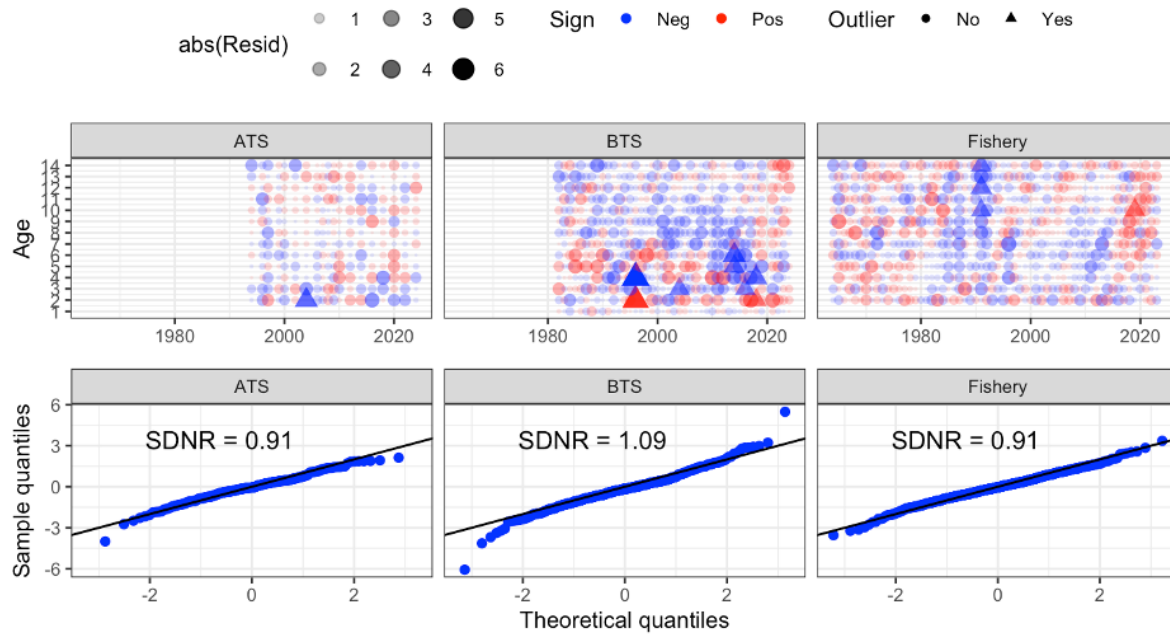 1 3 5 Sign Neg Pos Outlier No Yes
abs(Resid)
2 4 6
ATS BTS Fishery
Age
14
13
12
11
10
9
8
7
6
5
4
3
2
1
1980 2000 2020 1980 2000 2020 1980 2000 2020
ATS BTS Fishery
Sample quantiles
6
3
0
-3
-6
SDNR = 0.91 SDNR = 1.09 SDNR = 0.91
-2 0 2 -2 0 2 -2 0 2
Theoretical quantiles